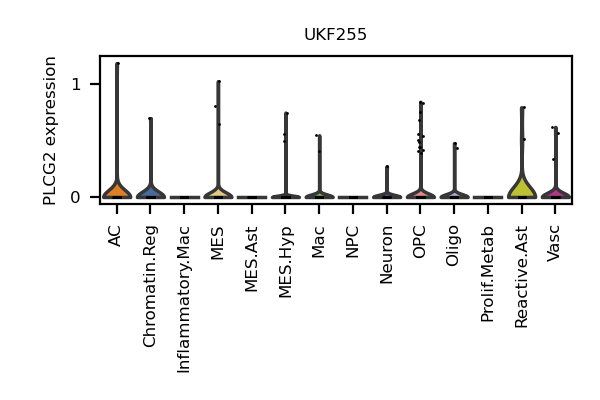 UKF255
PLCG2 expression
1
0
AC
Chromatin.Reg
Inflammatory.Mac
MES
MES.Ast
MES.Hyp
Mac
NPC
Neuron
OPC
Oligo
Prolif.Metab
Reactive.Ast
Vasc